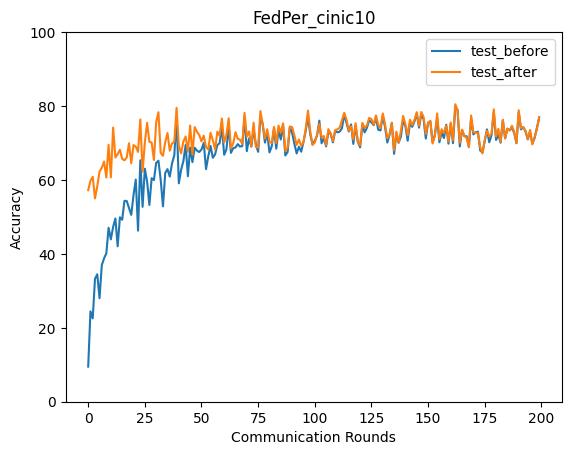 FedPer_cinic10
test_before
test_after
100
80
60
40
20
0
Accuracy
0 25 50 75 100 125 150 175 200
Communication Rounds